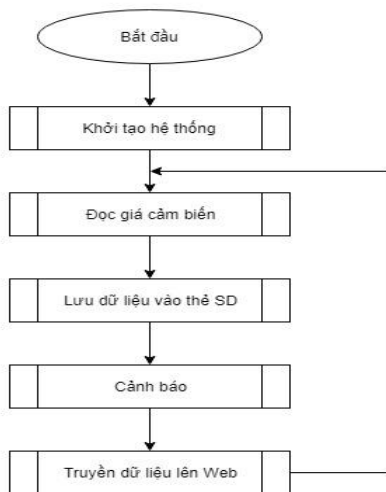 Bắt đầu
Khởi tạo hệ thống
Đọc giá cảm biến
Lưu dữ liệu vào thẻ SD
Cảnh báo
Truyền dữ liệu lên Web